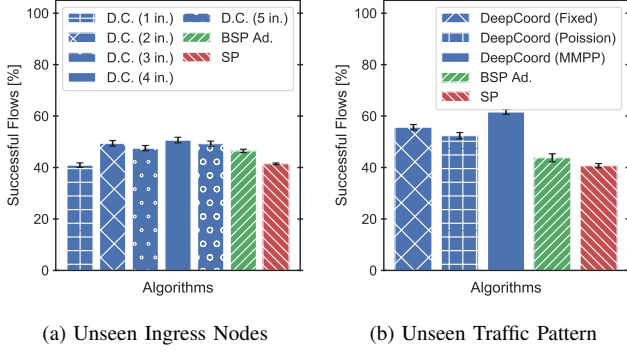 100
80
60
40
20
0
Successful Flows [%]
D.C. (1 in.)
D.C. (2 in.)
D.C. (3 in.)
D.C. (4 in.)
D.C. (5 in.)
BSP Ad.
SP
Algorithms
(a) Unseen Ingress Nodes
100
80
60
40
20
0
Successful Flows [%]
DeepCoord (Fixed)
DeepCoord (Poission)
DeepCoord (MMPP)
BSP Ad.
SP
Algorithms
(b) Unseen Traffic Pattern